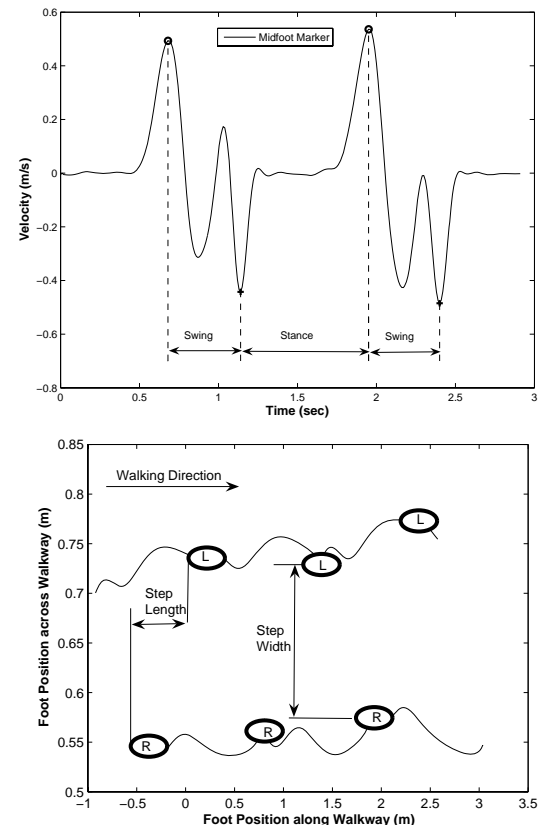 0.6
Midfoot Marker
0.4
0.2
0
−0.2
−0.4
−0.6
−0.8
Velocity (m/s)
Swing
Stance
Swing
0
0.5
1
1.5
2
2.5
3
Time (sec)
0.85
0.8
0.75
0.7
0.65
0.6
0.55
0.5
Foot Position across Walkway (m)
Walking Direction
L
L
L
Step
Length
Step
Width
R
R
R
−1
−0.5
0
0.5
1
1.5
2
2.5
3
3.5
Foot Position along Walkway (m)